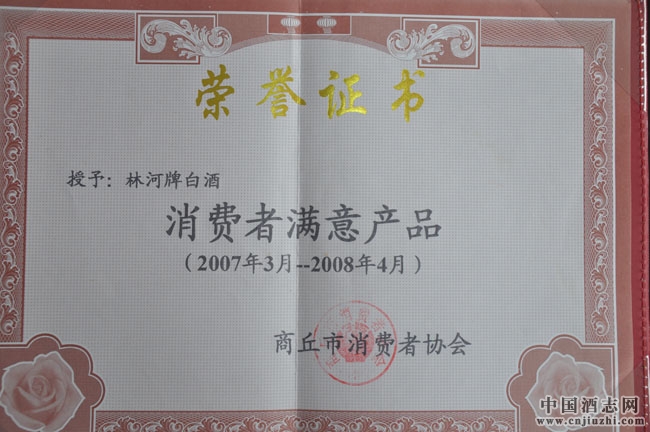 荣誉证书
授予：林河牌白酒
消费者满意产品
（2007年3月--2008年4月）
商丘市消费者协会
中国酒志网
www.cnjiuzhi.com